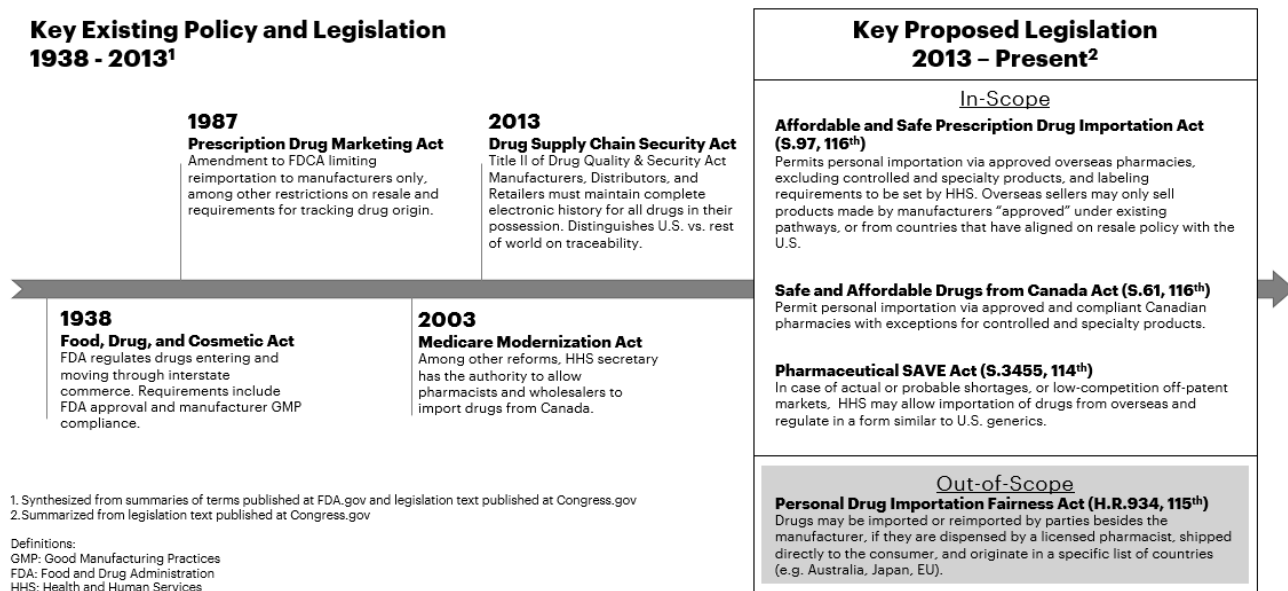 Key Existing Policy and Legislation
1938 - 2013¹
1987
Prescription Drug Marketing Act
Amendment to FDCA limiting
reimportation to manufacturers only,
among other restrictions on resale and
requirements for tracking drug origin.
2013
Drug Supply Chain Security Act
Title II of Drug Quality & Security Act
Manufacturers, Distributors, and
Retailers must maintain complete
electronic history for all drugs in their
possession. Distinguishes U.S. vs. rest
of world on traceability.
1938
Food, Drug, and Cosmetic Act
FDA regulates drugs entering and
moving through interstate
commerce. Requirements include
FDA approval and manufacturer GMP
compliance.
2003
Medicare Modernization Act
Among other reforms, HHS secretary
has the authority to allow
pharmacists and wholesalers to
import drugs from Canada.
Key Proposed Legislation
2013 – Present²
In-Scope
Affordable and Safe Prescription Drug Importation Act
(S.97, 116th)
Permits personal importation via approved overseas pharmacies,
excluding controlled and specialty products, and labeling
requirements to be set by HHS. Overseas sellers may only sell
products made by manufacturers “approved” under existing
pathways, or from countries that have aligned on resale policy with the
U.S.
Safe and Affordable Drugs from Canada Act (S.61, 116th)
Permit personal importation via approved and compliant Canadian
pharmacies with exceptions for controlled and specialty products.
Pharmaceutical SAVE Act (S.3455, 114th)
In case of actual or probable shortages, or low-competition off-patent
markets, HHS may allow importation of drugs from overseas and
regulate in a form similar to U.S. generics.
Out-of-Scope
Personal Drug Importation Fairness Act (H.R.934, 115th)
Drugs may be imported or reimported by parties besides the
manufacturer, if they are dispensed by a licensed pharmacist, shipped
directly to the consumer, and originate in a specific list of countries
(e.g. Australia, Japan, EU).
1. Synthesized from summaries of terms published at FDA.gov and legislation text published at Congress.gov
2.Summarized from legislation text published at Congress.gov
Definitions:
GMP: Good Manufacturing Practices
FDA: Food and Drug Administration
HHS: Health and Human Services